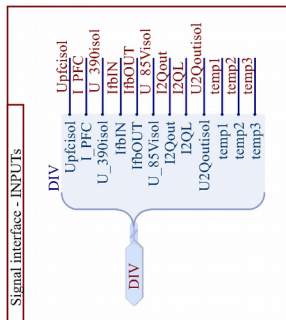 Signal interface - INPUTs
Upfcisol
I_PFC
U_390isol
IfbIN
IfbOUT
U_85Visol
I2Qout
I2QL
U2Qoutisol
temp1
temp2
temp3
DIV
Upfcisol
I_PFC
U_390isol
IfbIN
IfbOUT
U_85Visol
I2Qout
I2QL
U2Qoutisol
temp1
temp2
temp3
DIV